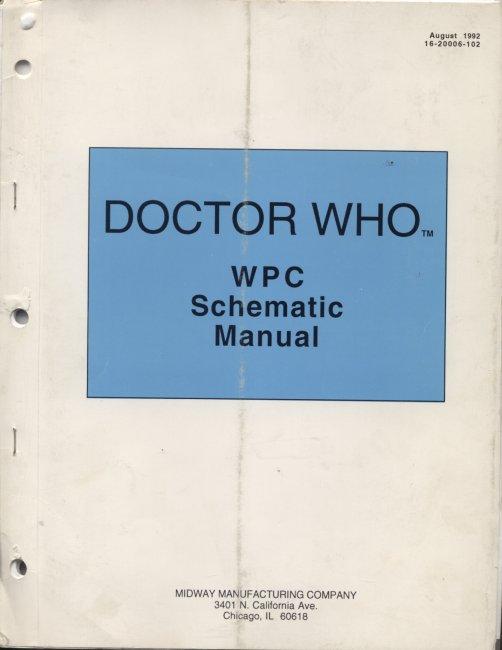 August 1992
16-20006-102
DOCTOR WHO™
WPC
Schematic
Manual
MIDWAY MANUFACTURING COMPANY
3401 N. California Ave.
Chicago, IL 60618